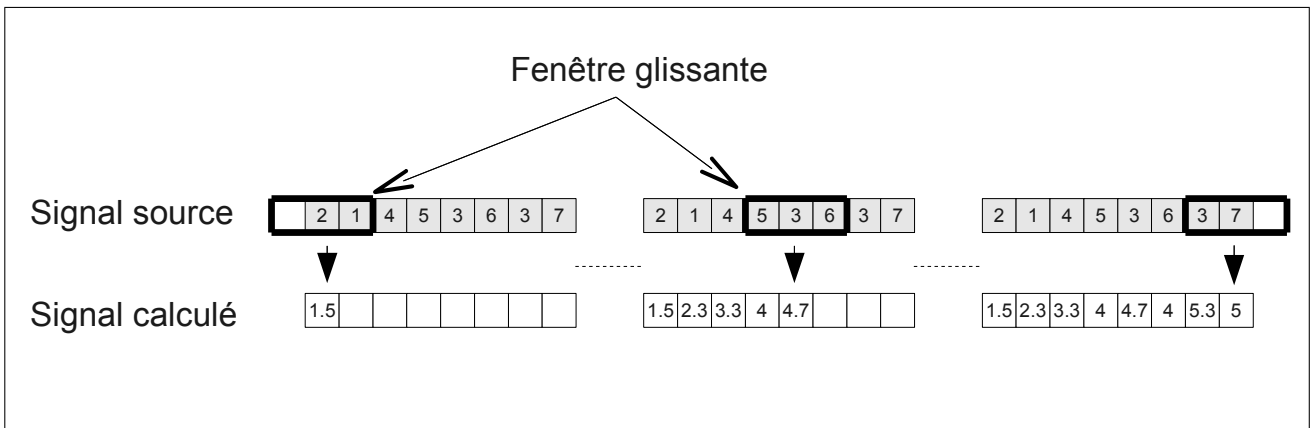 Fenêtre glissante
Signal source 2 1 4 5 3 6 3 7 2 1 4 5 3 6 3 7 2 1 4 5 3 6 3 7
Signal calculé 1.5 1.5 2.3 3.3 4 4.7 1.5 2.3 3.3 4 4.7 4 5.3 5